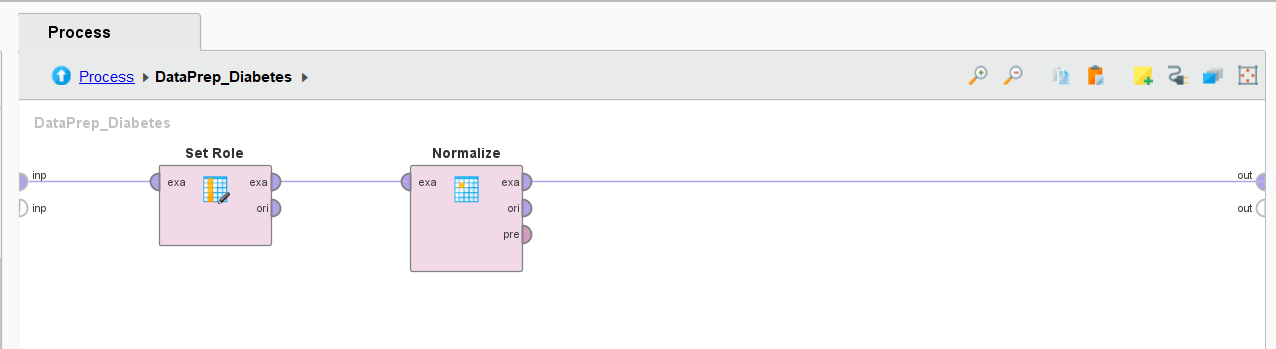 Process
Process DataPrep_Diabetes
DataPrep_Diabetes
Set Role Normalize
inp exa exa exa exa out
inp ori ori out
pre